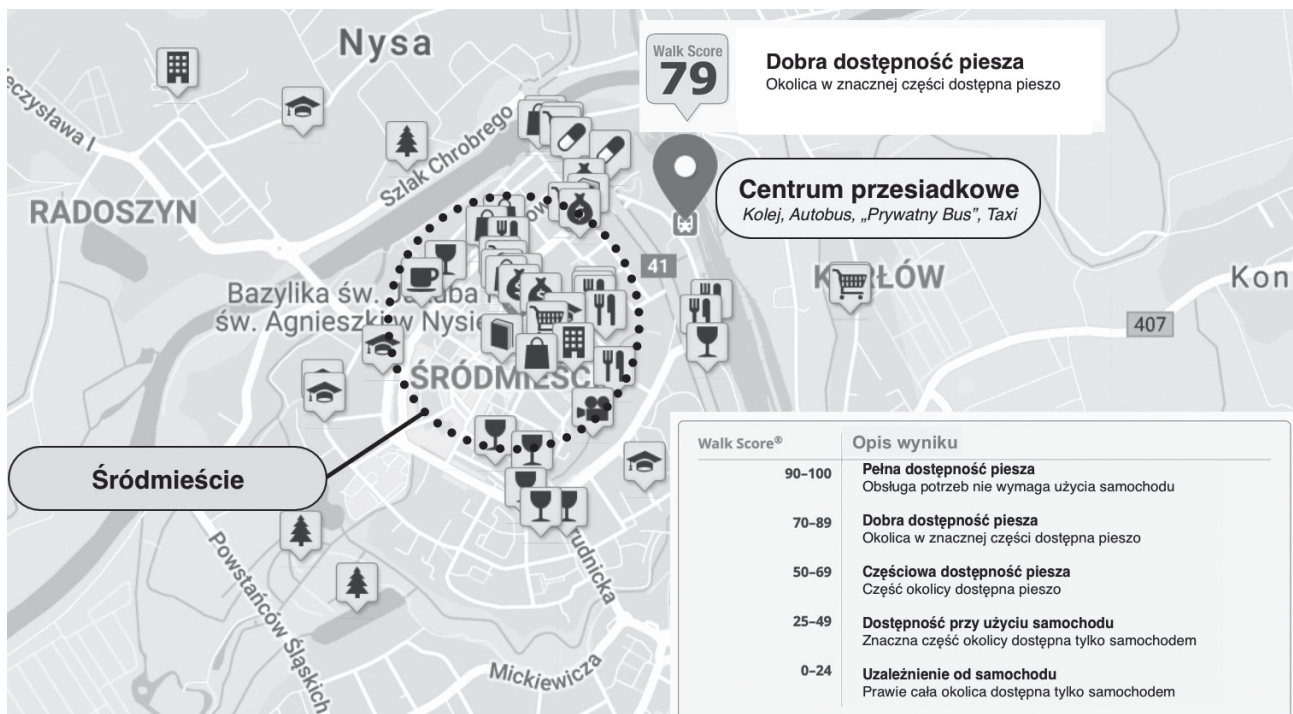 Nysa
Walk Score
79
Dobra dostępność piesza
Okolica w znacznej części dostępna pieszo
Szlak Chrobrego
RADOSZYN
Centrum przesiadkowe
Kolej, Autobus, „Prywatny Bus”, Taxi
41
Kon
407
Bazylika św.
św. Agnieszki w Nysie
ŚRÓDMIEŚC
Śródmieście
Powstańców Śląskich
Mickiewicza
Walk Score® Opis wyniku
90–100 Pełna dostępność piesza
Obsługa potrzeb nie wymaga użycia samochodu
70–89 Dobra dostępność piesza
Okolica w znacznej części dostępna pieszo
50–69 Częściowa dostępność piesza
Część okolicy dostępna pieszo
25–49 Dostępność przy użyciu samochodu
Znaczna część okolicy dostępna tylko samochodem
0–24 Uzależnienie od samochodu
Prawie cała okolica dostępna tylko samochodem